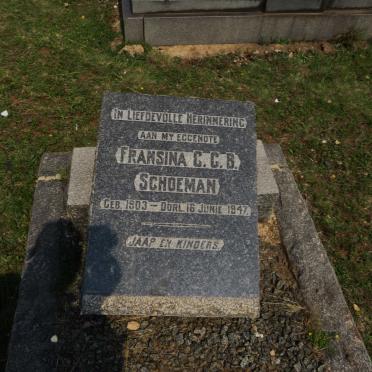 IN LIEFDEVOLLE HERINNERING
AAN MY EGGENOTE
FRANSINA C. C. B.
SCHOEMAN
GEB. 1903 — OORL. 16 JUNIE 1947.
JAAP EN KINDERS.